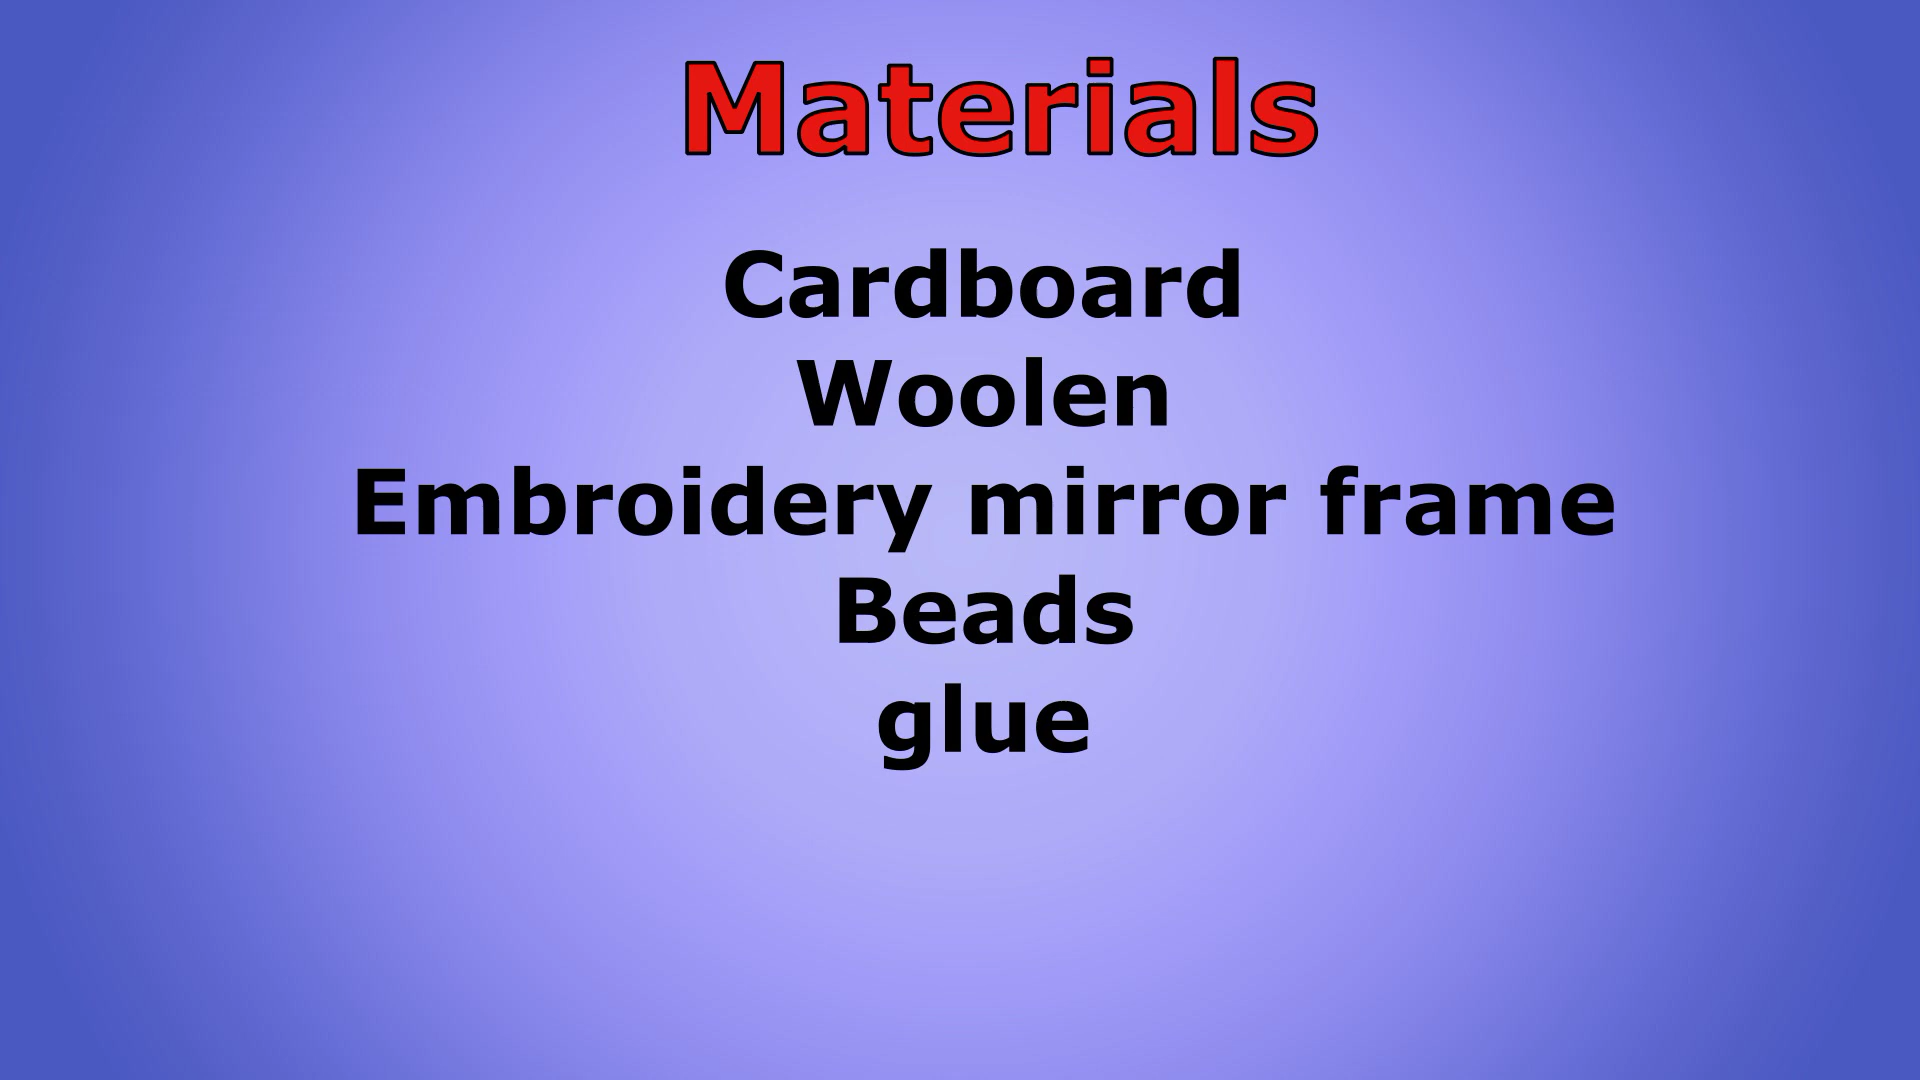 Materials
Cardboard
Woolen
Embroidery mirror frame
Beads
glue